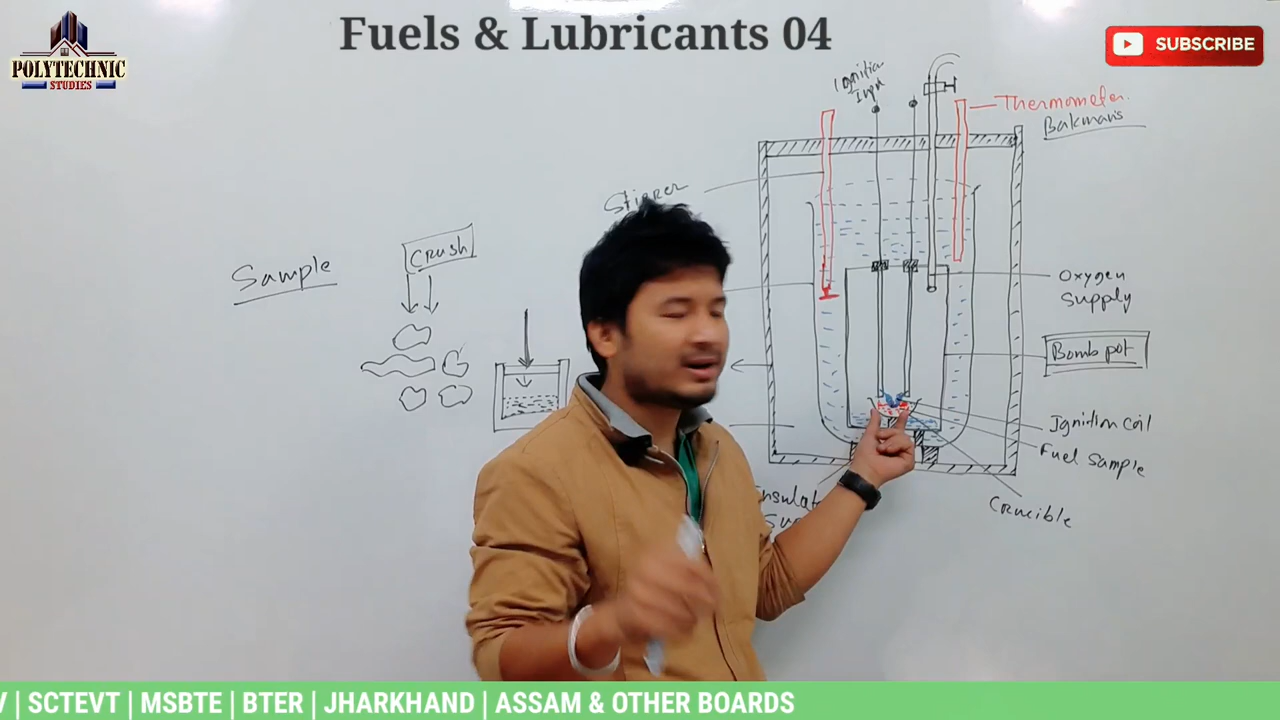 Fuels & Lubricants 04
POLYTECHNIC
STUDIES
SUBSCRIBE
Ignition
Input
Thermometer
Bakman's
Stirrer
Crush
Sample
Oxygen
Supply
Bomb pot
Ignition Coil
Fuel Sample
Crucible
V | SCTEVT | MSBTE | BTER | JHARKHAND | ASSAM & OTHER BOARDS